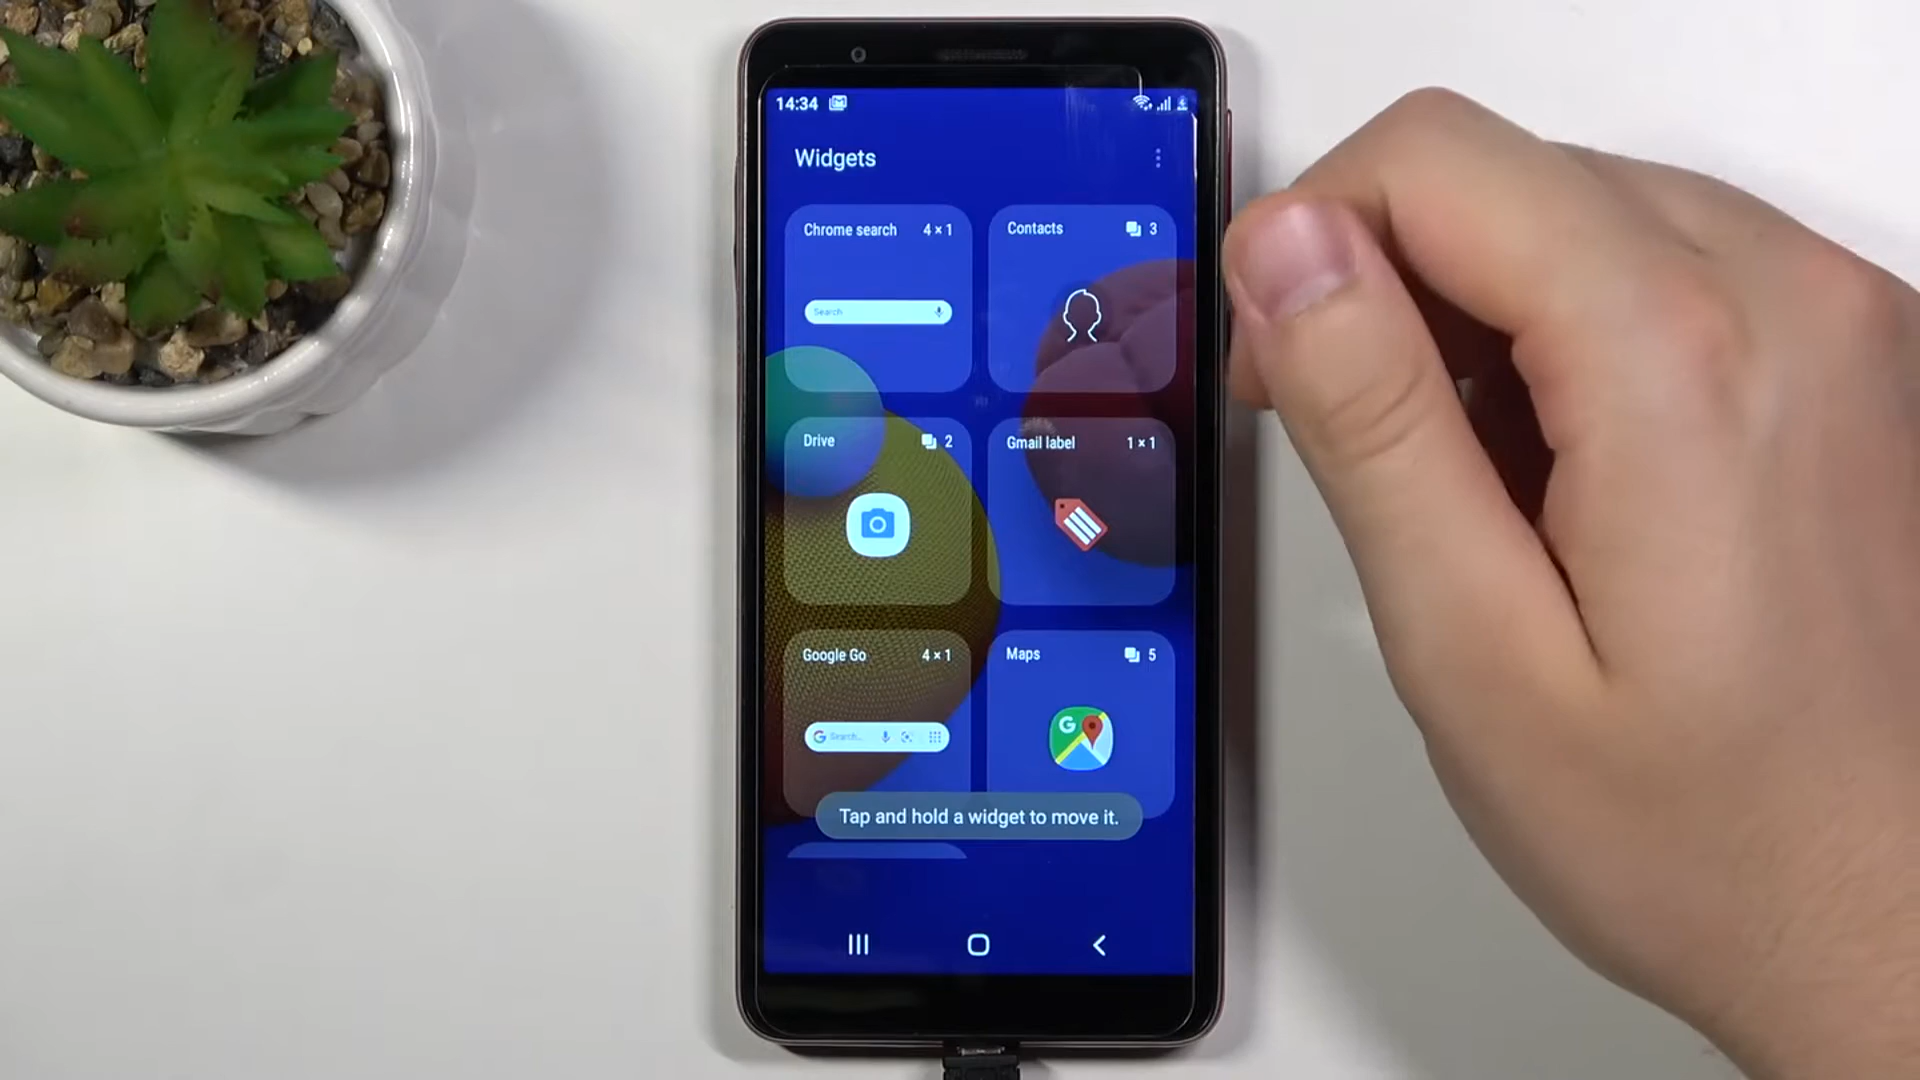 14:34
Widgets
Chrome search 4 × 1
Contacts 3
Search
Drive 2
Gmail label 1 × 1
Google Go 4 × 1
Maps 5
G Search...
G
Tap and hold a widget to move it.